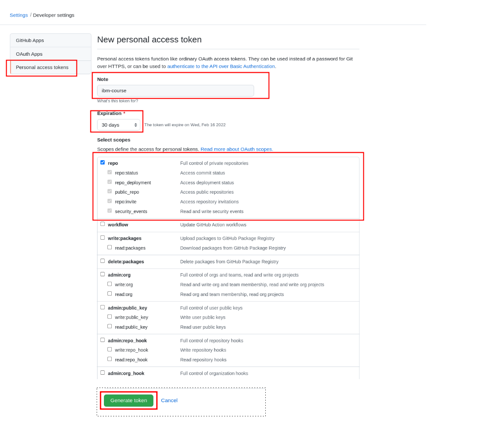 Settings / Developer settings
GitHub Apps
OAuth Apps
Personal access tokens
New personal access token
Personal access tokens function like ordinary OAuth access tokens. They can be used instead of a password for Git
over HTTPS, or can be used to authenticate to the API over Basic Authentication.
Note
ibm-course
What's this token for?
Expiration *
30 days The token will expire on Wed, Feb 16 2022
Select scopes
Scopes define the access for personal tokens. Read more about OAuth scopes.
repo Full control of private repositories
repo:status Access commit status
repo_deployment Access deployment status
public_repo Access public repositories
repo:invite Access repository invitations
security_events Read and write security events
workflow Update GitHub Action workflows
write:packages Upload packages to GitHub Package Registry
read:packages Download packages from GitHub Package Registry
delete:packages Delete packages from GitHub Package Registry
admin:org Full control of orgs and teams, read and write org projects
write:org Read and write org and team membership, read and write org projects
read:org Read org and team membership, read org projects
admin:public_key Full control of user public keys
write:public_key Write user public keys
read:public_key Read user public keys
admin:repo_hook Full control of repository hooks
write:repo_hook Write repository hooks
read:repo_hook Read repository hooks
admin:org_hook Full control of organization hooks
Generate token Cancel